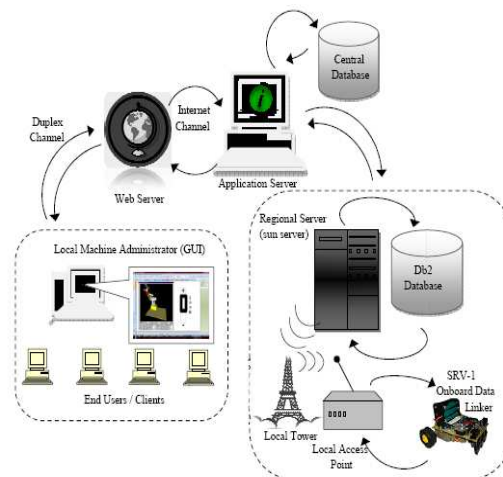 Central
Database
Duplex
Channel
Internet
Channel
Web Server
Application Server
Regional Server
(sun server)
Local Machine Administrator (GUI)
Db2
Database
End Users / Clients
SRV-1
Onboard Data
Linker
Local Tower
Local Access
Point